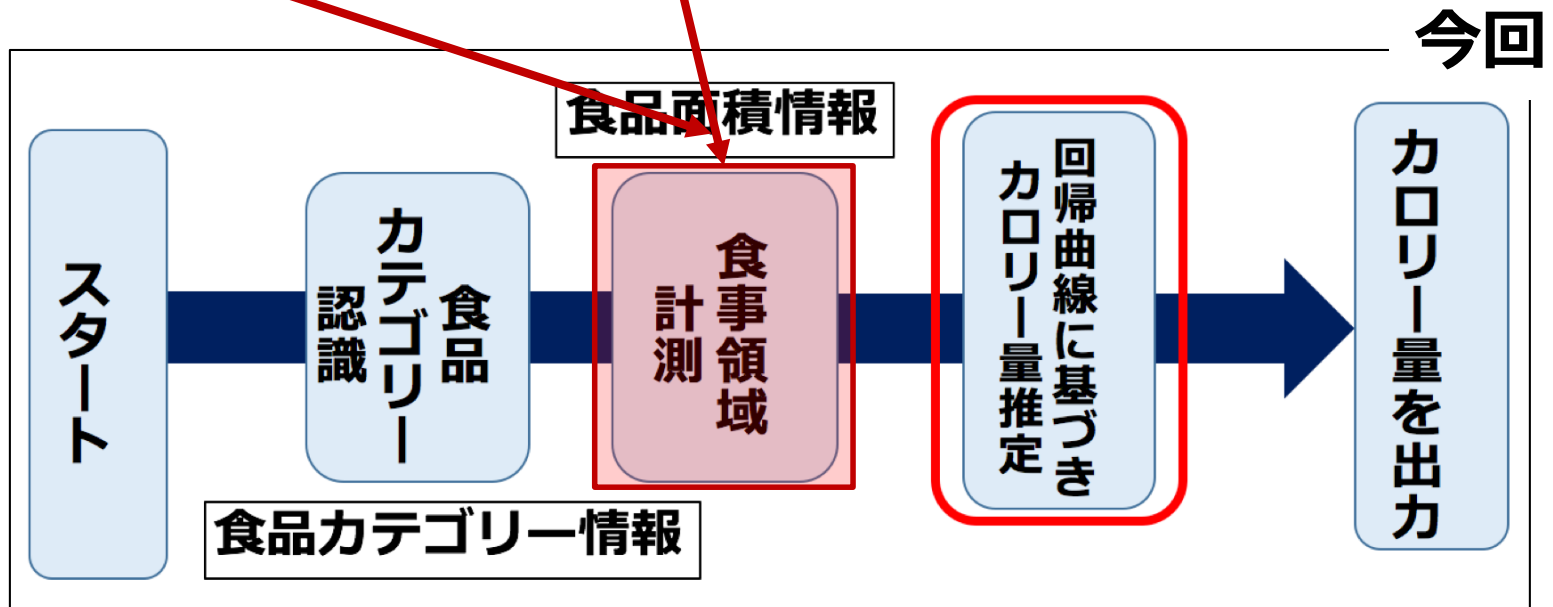 今回
食品面積情報
スタート
食品
カテゴリー
認識
食事領域
計測
回帰曲線に基づき
カロリー量推定
カロリー量を出力
食品カテゴリー情報